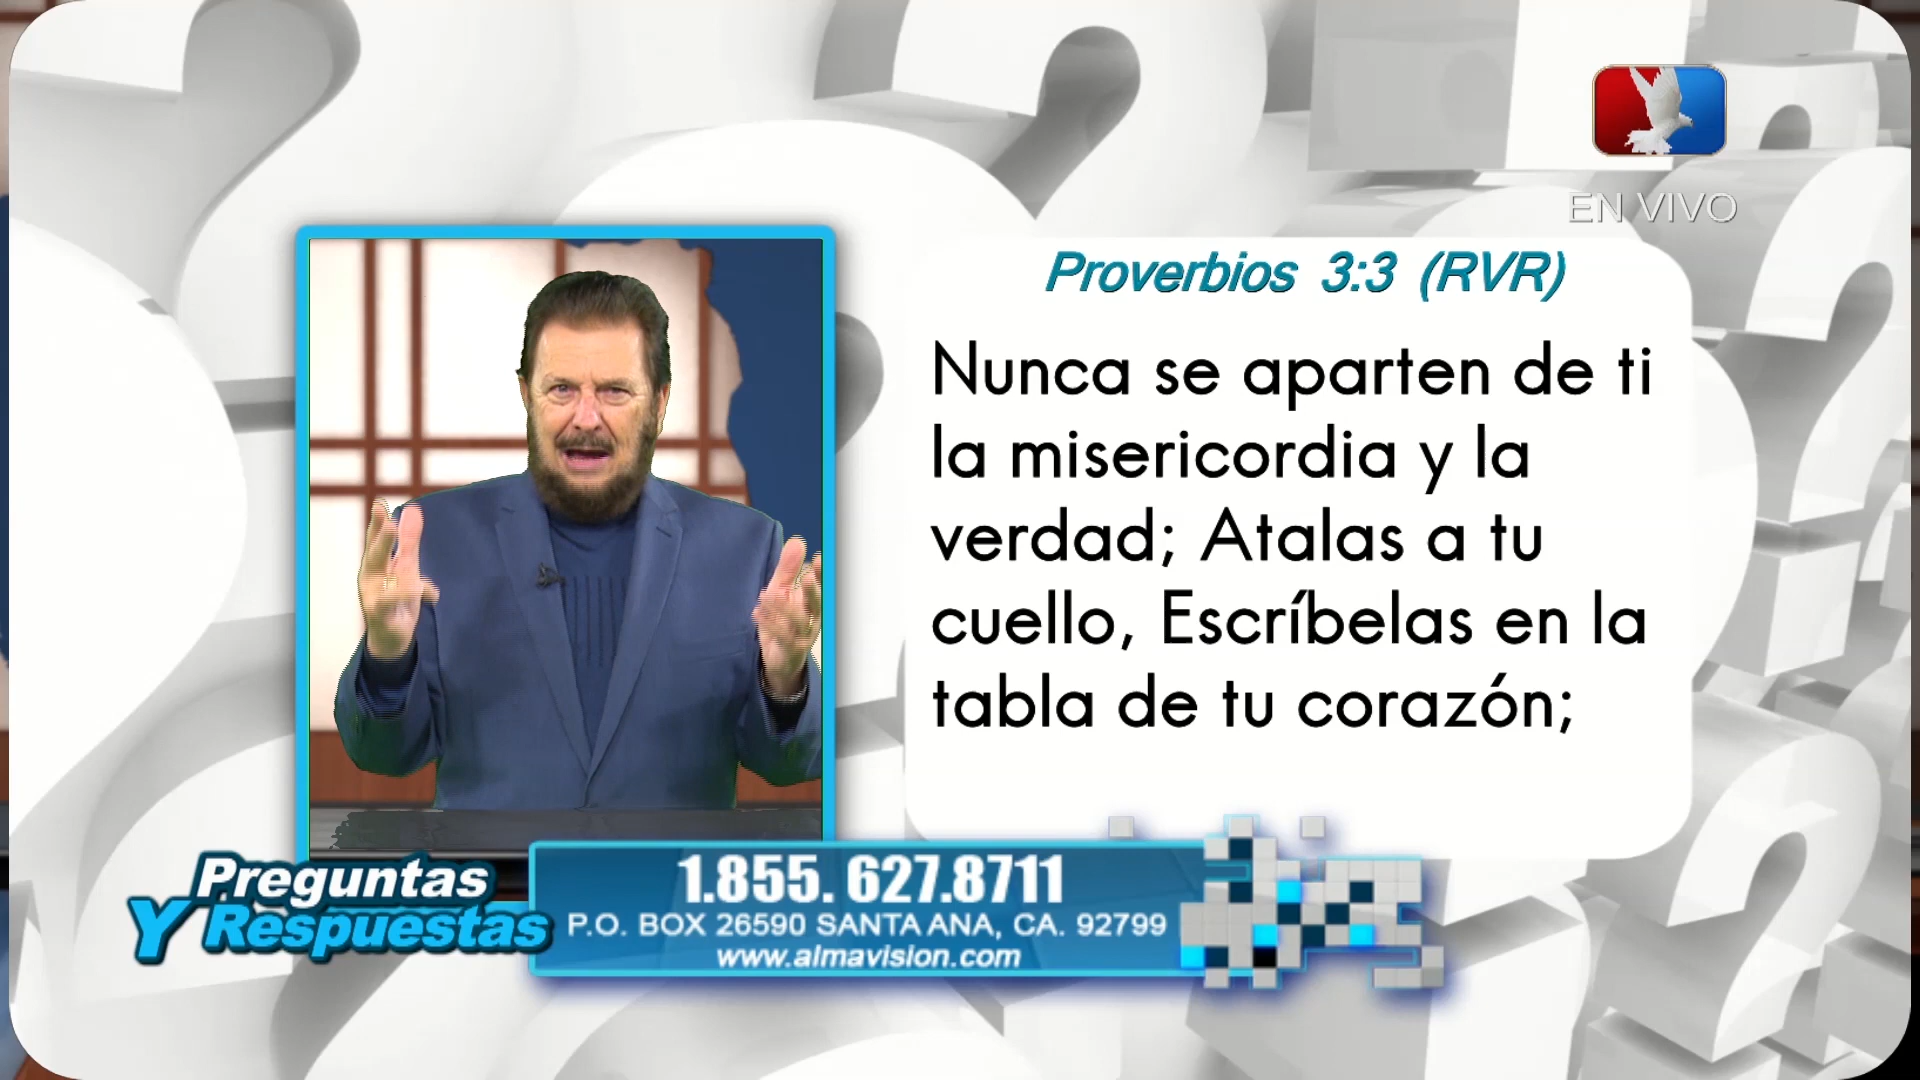 EN VIVO
Proverbios 3:3 (RVR)
Nunca se aparten de ti
la misericordia y la
verdad; Atalas a tu
cuello, Escríbelas en la
tabla de tu corazón;
Preguntas
Y Respuestas
1.855. 627.8711
P.O. BOX 26590 SANTA ANA, CA. 92799
www.almavision.com